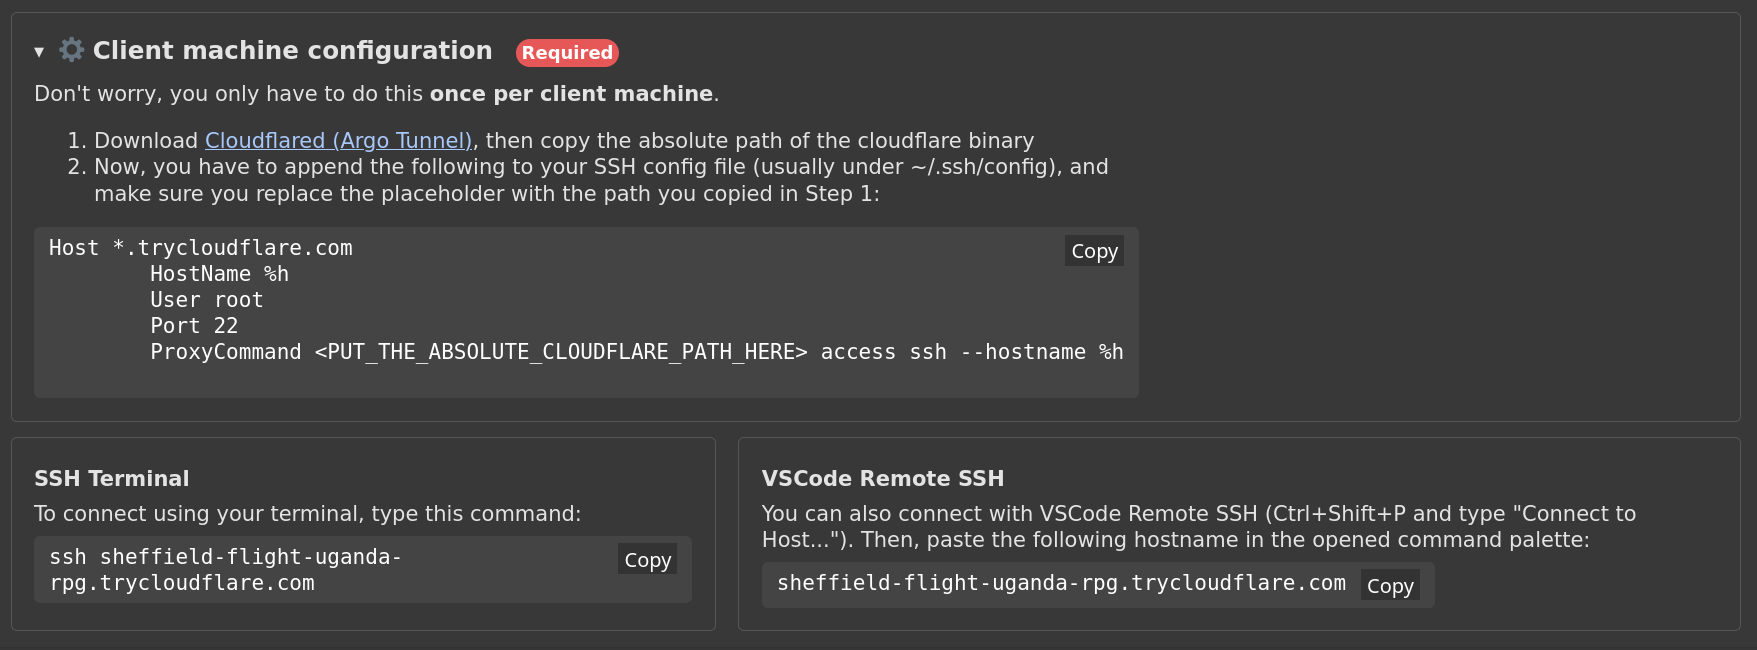 ▾ ⚙ Client machine configuration Required
Don't worry, you only have to do this once per client machine.
1. Download Cloudflared (Argo Tunnel), then copy the absolute path of the cloudflare binary
2. Now, you have to append the following to your SSH config file (usually under ~/.ssh/config), and
make sure you replace the placeholder with the path you copied in Step 1:
Host *.trycloudflare.com
Copy
        HostName %h
        User root
        Port 22
        ProxyCommand <PUT_THE_ABSOLUTE_CLOUDFLARE_PATH_HERE> access ssh --hostname %h
SSH Terminal
To connect using your terminal, type this command:
ssh sheffield-flight-uganda-
rpg.trycloudflare.com
Copy
VSCode Remote SSH
You can also connect with VSCode Remote SSH (Ctrl+Shift+P and type "Connect to
Host..."). Then, paste the following hostname in the opened command palette:
sheffield-flight-uganda-rpg.trycloudflare.com
Copy